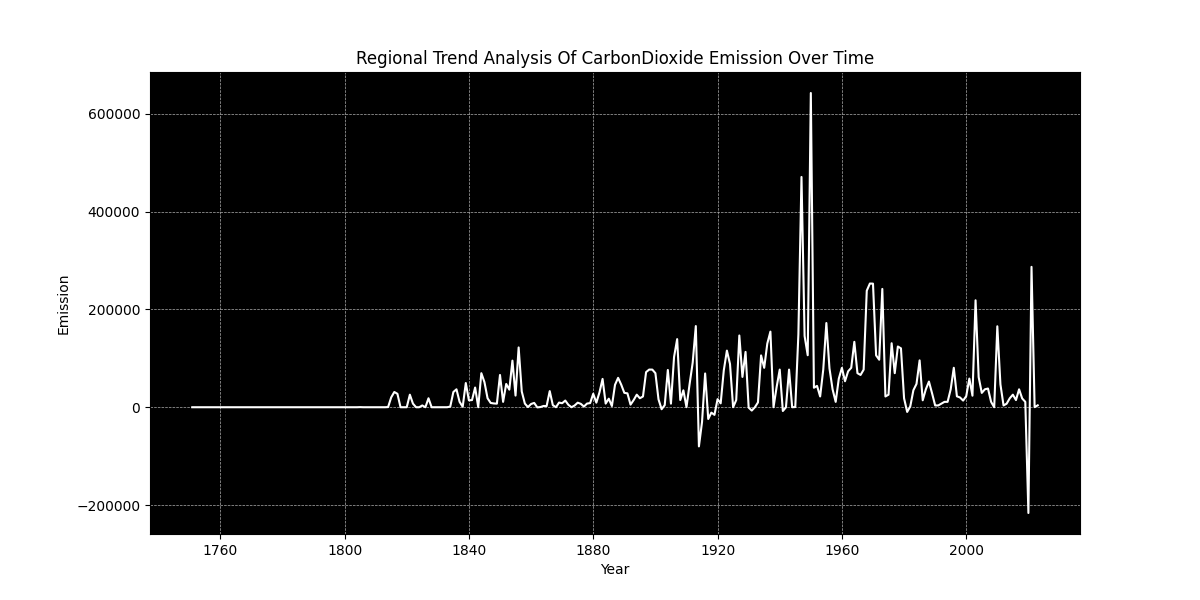 Regional Trend Analysis Of CarbonDioxide Emission Over Time
600000
400000
200000
0
−200000
Emission
1760 1800 1840 1880 1920 1960 2000
Year